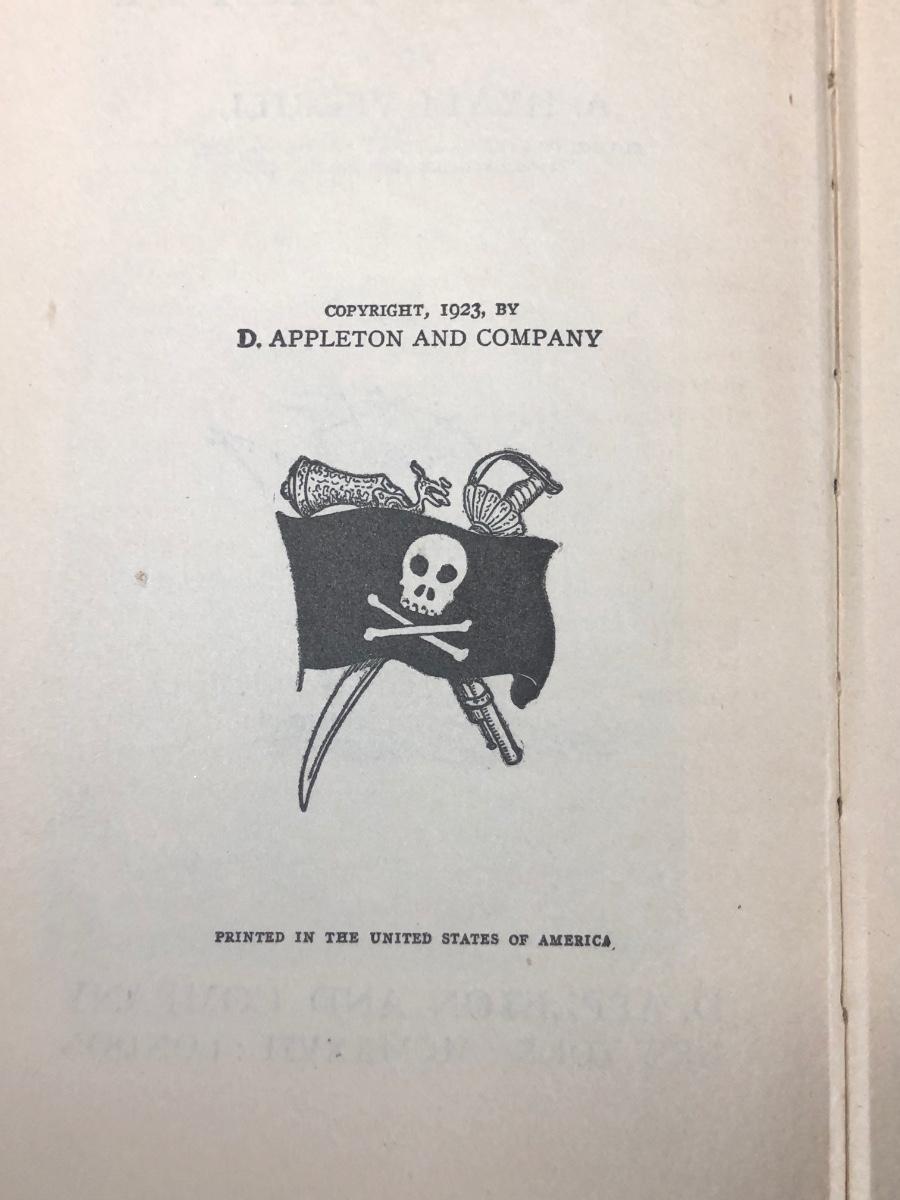 COPYRIGHT, 1923, BY
D. APPLETON AND COMPANY
PRINTED IN THE UNITED STATES OF AMERICA